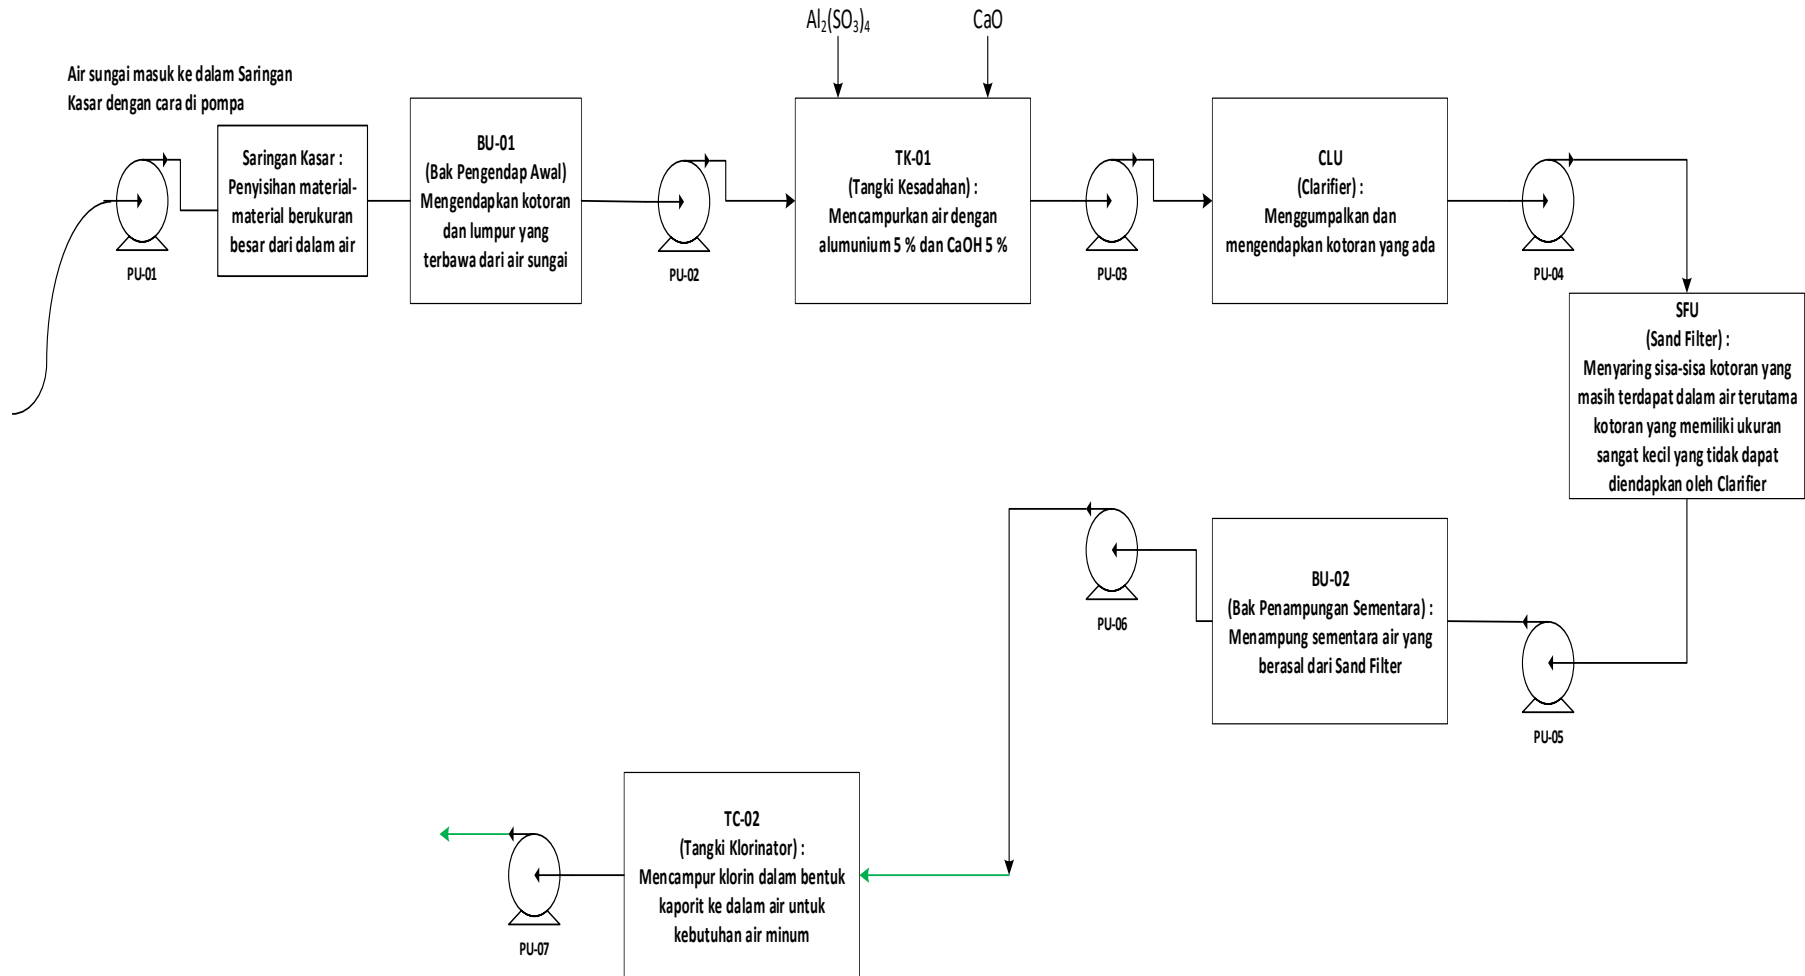 Al₂(SO₃)₄
CaO
Air sungai masuk ke dalam Saringan
Kasar dengan cara di pompa
Saringan Kasar :
Penyisihan material-
material berukuran
besar dari dalam air
BU-01
(Bak Pengendap Awal)
Mengendapkan kotoran
dan lumpur yang
terbawa dari air sungai
TK-01
(Tangki Kesadahan) :
Mencampurkan air dengan
alumunium 5 % dan CaOH 5 %
CLU
(Clarifier) :
Menggumpalkan dan
mengendapkan kotoran yang ada
PU-01
PU-02
PU-03
PU-04
SFU
(Sand Filter) :
Menyaring sisa-sisa kotoran yang
masih terdapat dalam air terutama
kotoran yang memiliki ukuran
sangat kecil yang tidak dapat
diendapkan oleh Clarifier
BU-02
(Bak Penampungan Sementara) :
Menampung sementara air yang
berasal dari Sand Filter
PU-06
PU-05
TC-02
(Tangki Klorinator) :
Mencampur klorin dalam bentuk
kaporit ke dalam air untuk
kebutuhan air minum
PU-07